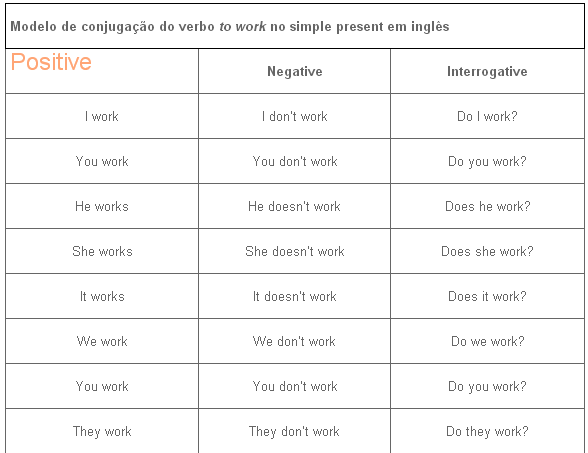 Modelo de conjugação do verbo to work no simple present em inglês
Positive Negative Interrogative
I work I don't work Do I work?
You work You don't work Do you work?
He works He doesn't work Does he work?
She works She doesn't work Does she work?
It works It doesn't work Does it work?
We work We don't work Do we work?
You work You don't work Do you work?
They work They don't work Do they work?